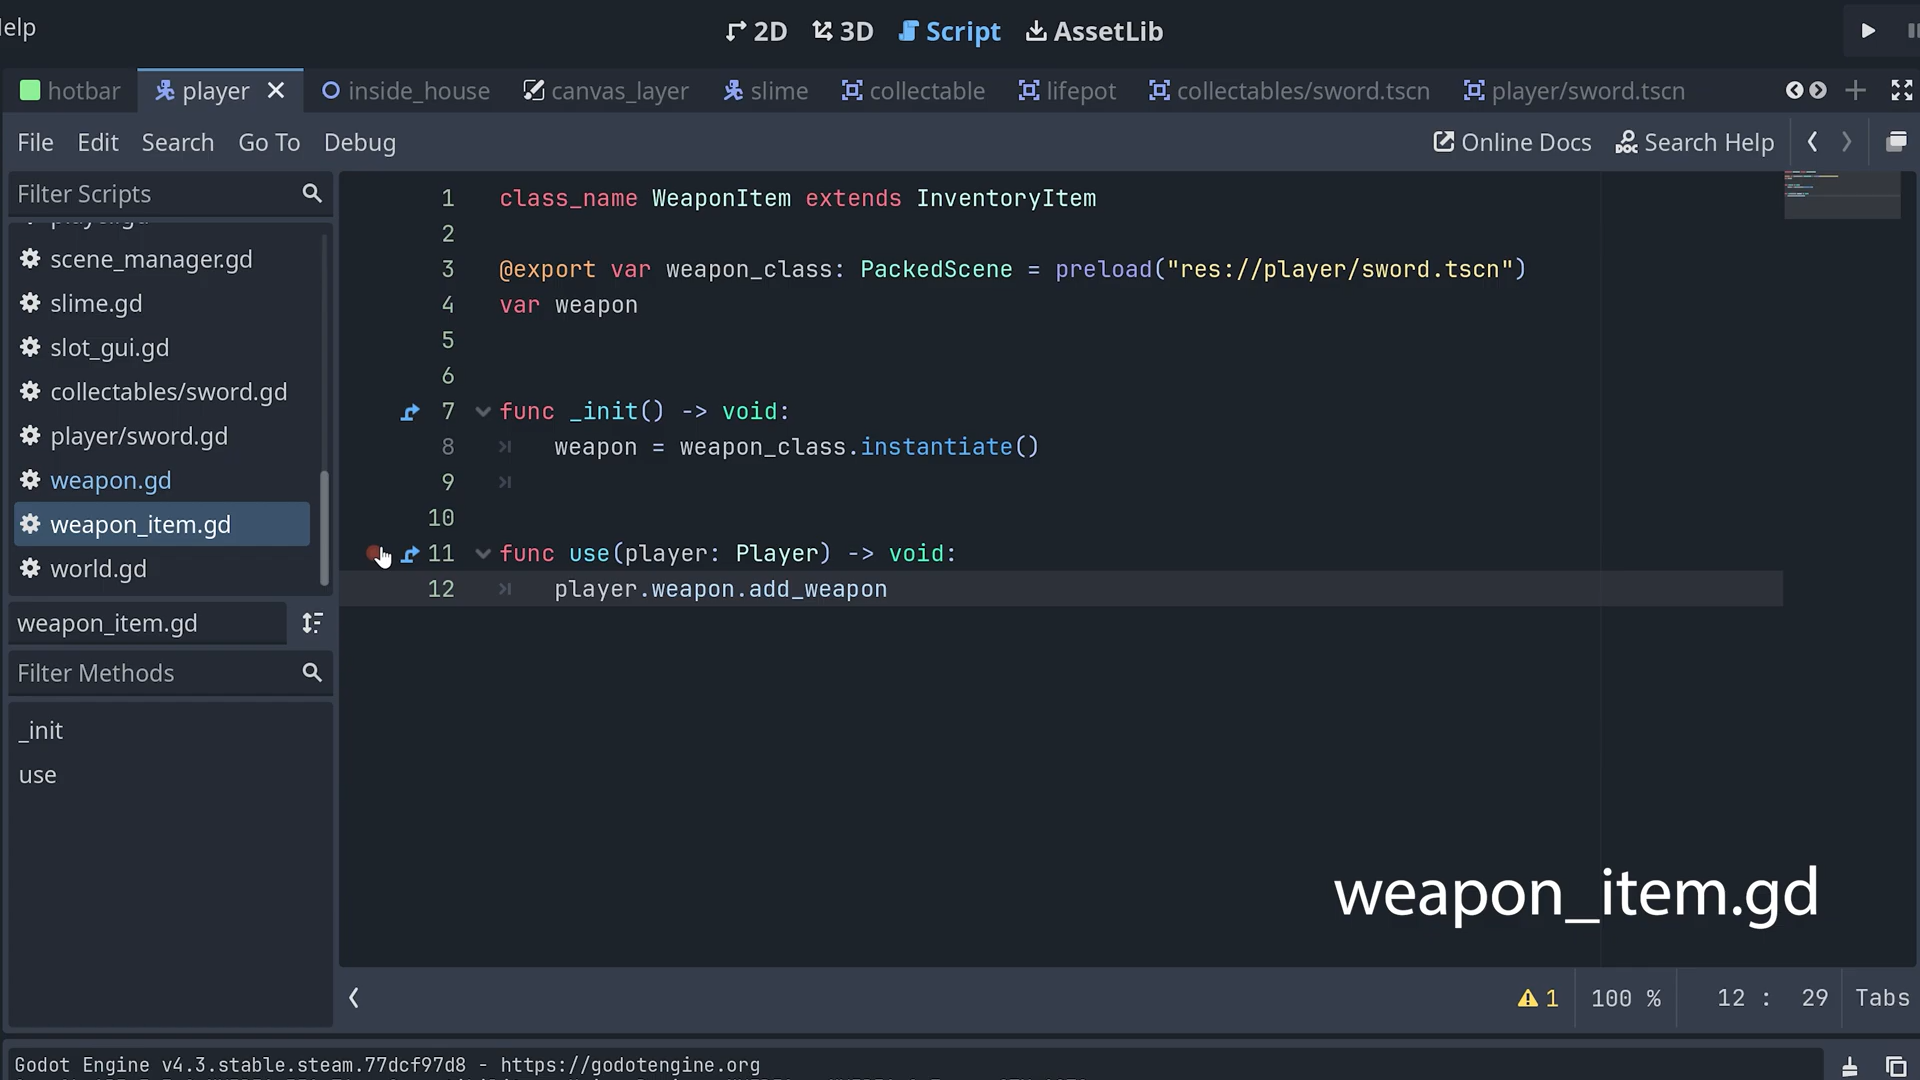 elp
2D 3D Script AssetLib
hotbar player inside_house canvas_layer slime collectable lifepot collectables/sword.tscn player/sword.tscn
File Edit Search Go To Debug Online Docs Search Help
Filter Scripts
scene_manager.gd
slime.gd
slot_gui.gd
collectables/sword.gd
player/sword.gd
weapon.gd
weapon_item.gd
world.gd
weapon_item.gd
Filter Methods
_init
use
1 class_name WeaponItem extends InventoryItem
2
3 @export var weapon_class: PackedScene = preload("res://player/sword.tscn")
4 var weapon
5
6
7 func _init() -> void:
8 weapon = weapon_class.instantiate()
9
10
11 func use(player: Player) -> void:
12 player.weapon.add_weapon
weapon_item.gd
1 100 % 12 : 29 Tabs
Godot Engine v4.3.stable.steam.77dcf97d8 - https://godotengine.org